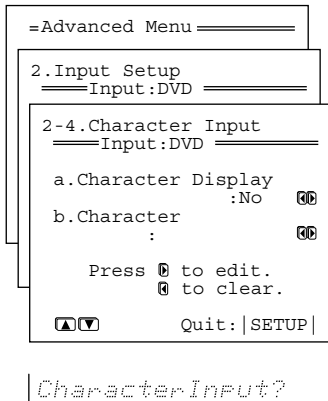 Advanced Menu
2.Input Setup
Input:DVD
2-4.Character Input
Input:DVD
a.Character Display
:No
b.Character
:
Press to edit.
to clear.
Quit:|SETUP|
CharacterInput?